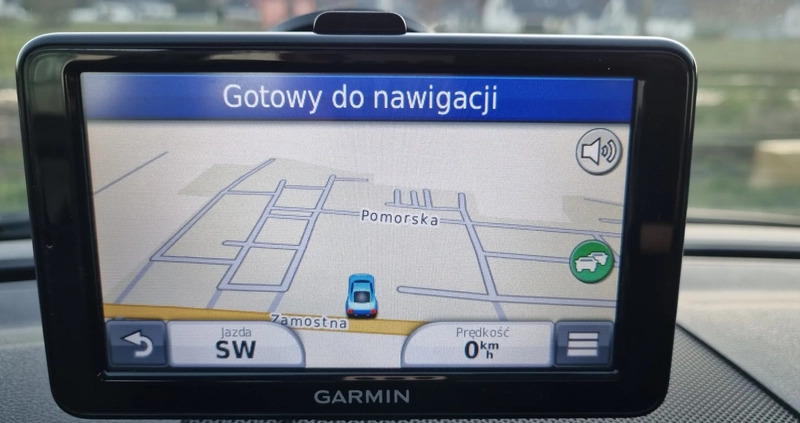 Gotowy do nawigacji
Pomorska
Zamostna
Jazda
SW
Prędkość
0 km/h
GARMIN